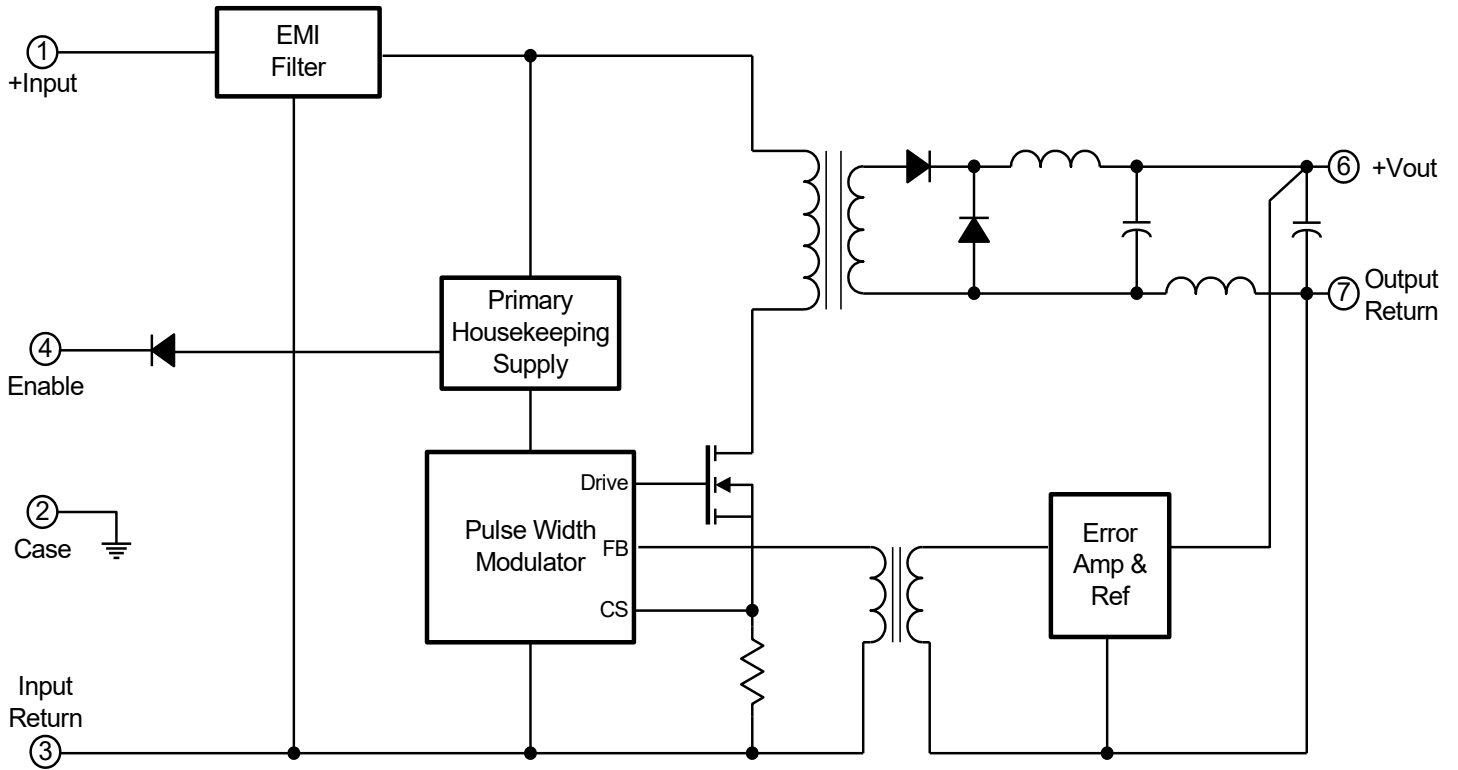 EMI
Filter
1
+Input
6
+Vout
7
Output
Return
Primary
Housekeeping
Supply
4
Enable
Drive
Pulse Width
Modulator
FB
CS
2
Case
Error
Amp &
Ref
Input
Return
3